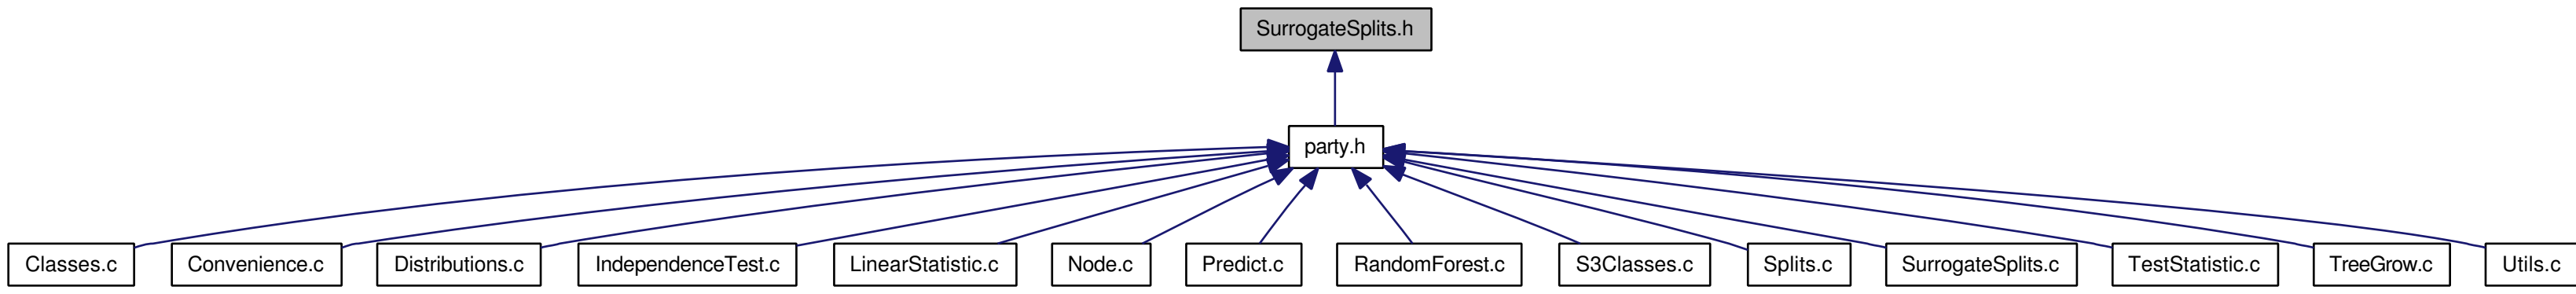 SurrogateSplits.h
party.h
Classes.c
Convenience.c
Distributions.c
IndependenceTest.c
LinearStatistic.c
Node.c
Predict.c
RandomForest.c
S3Classes.c
Splits.c
SurrogateSplits.c
TestStatistic.c
TreeGrow.c
Utils.c